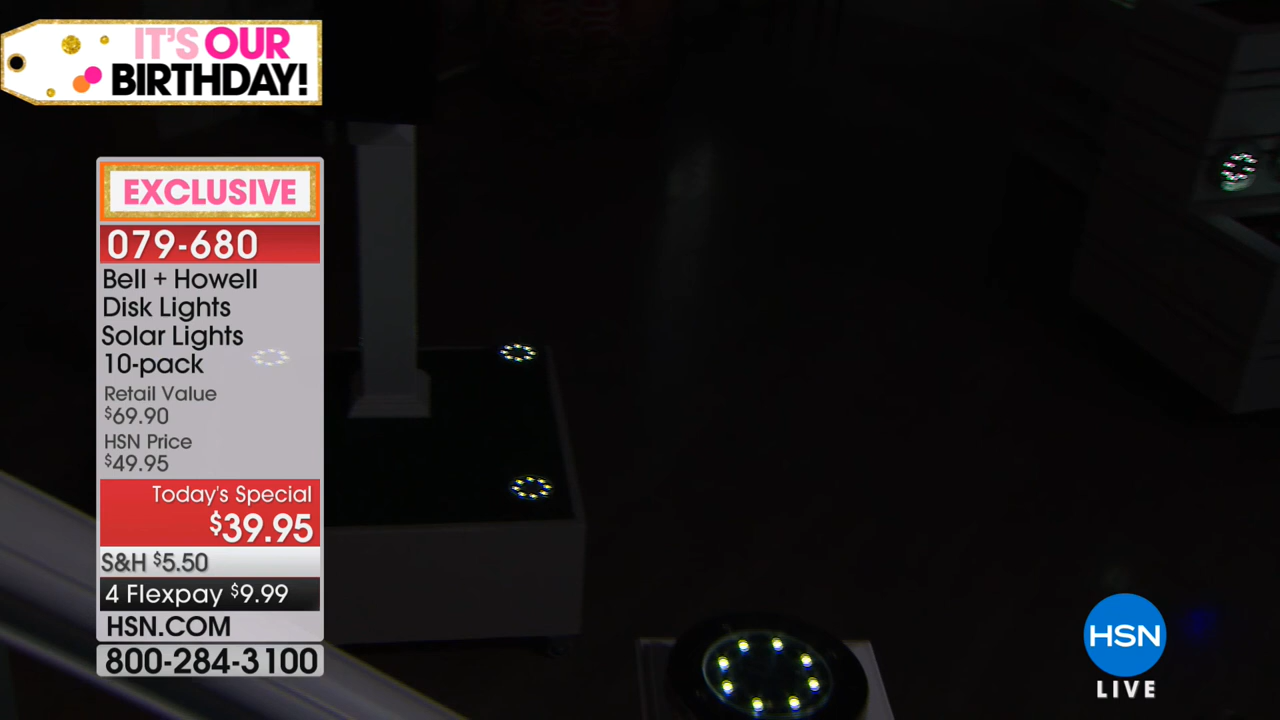 IT'S OUR
BIRTHDAY!
EXCLUSIVE
079-680
Bell + Howell
Disk Lights
Solar Lights
10-pack
Retail Value
$69.90
HSN Price
$49.95
Today's Special
$39.95
S&H $5.50
4 Flexpay $9.99
HSN.COM
800-284-3100
HSN
LIVE